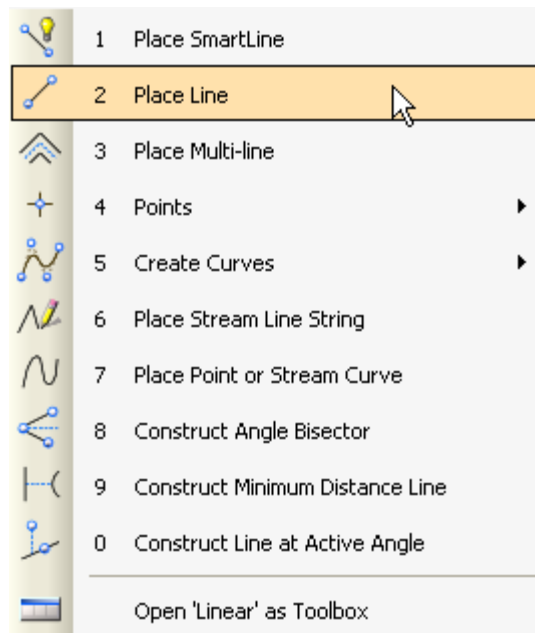 1 Place SmartLine
2 Place Line
3 Place Multi-line
4 Points
5 Create Curves
6 Place Stream Line String
7 Place Point or Stream Curve
8 Construct Angle Bisector
9 Construct Minimum Distance Line
0 Construct Line at Active Angle
Open 'Linear' as Toolbox